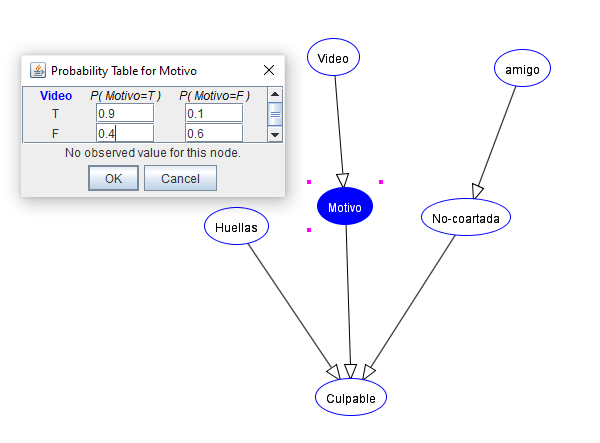 Probability Table for Motivo
Video P( Motivo=T ) P( Motivo=F )
T 0.9 0.1
F 0.4 0.6
No observed value for this node.
OK Cancel
Video
amigo
Motivo
No-coartada
Huellas
Culpable